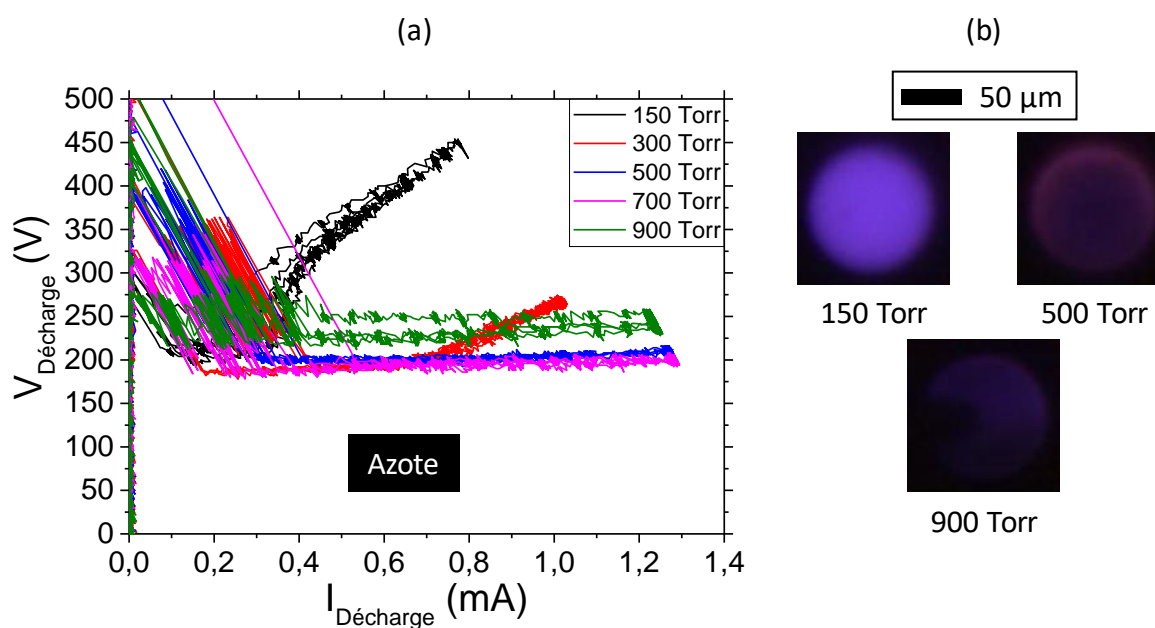 (a)
(b)
500
450
400
350
300
250
200
150
100
50
0
V Décharge (V)
150 Torr
300 Torr
500 Torr
700 Torr
900 Torr
Azote
0,0 0,2 0,4 0,6 0,8 1,0 1,2 1,4
I Décharge (mA)
50 µm
150 Torr 500 Torr
900 Torr